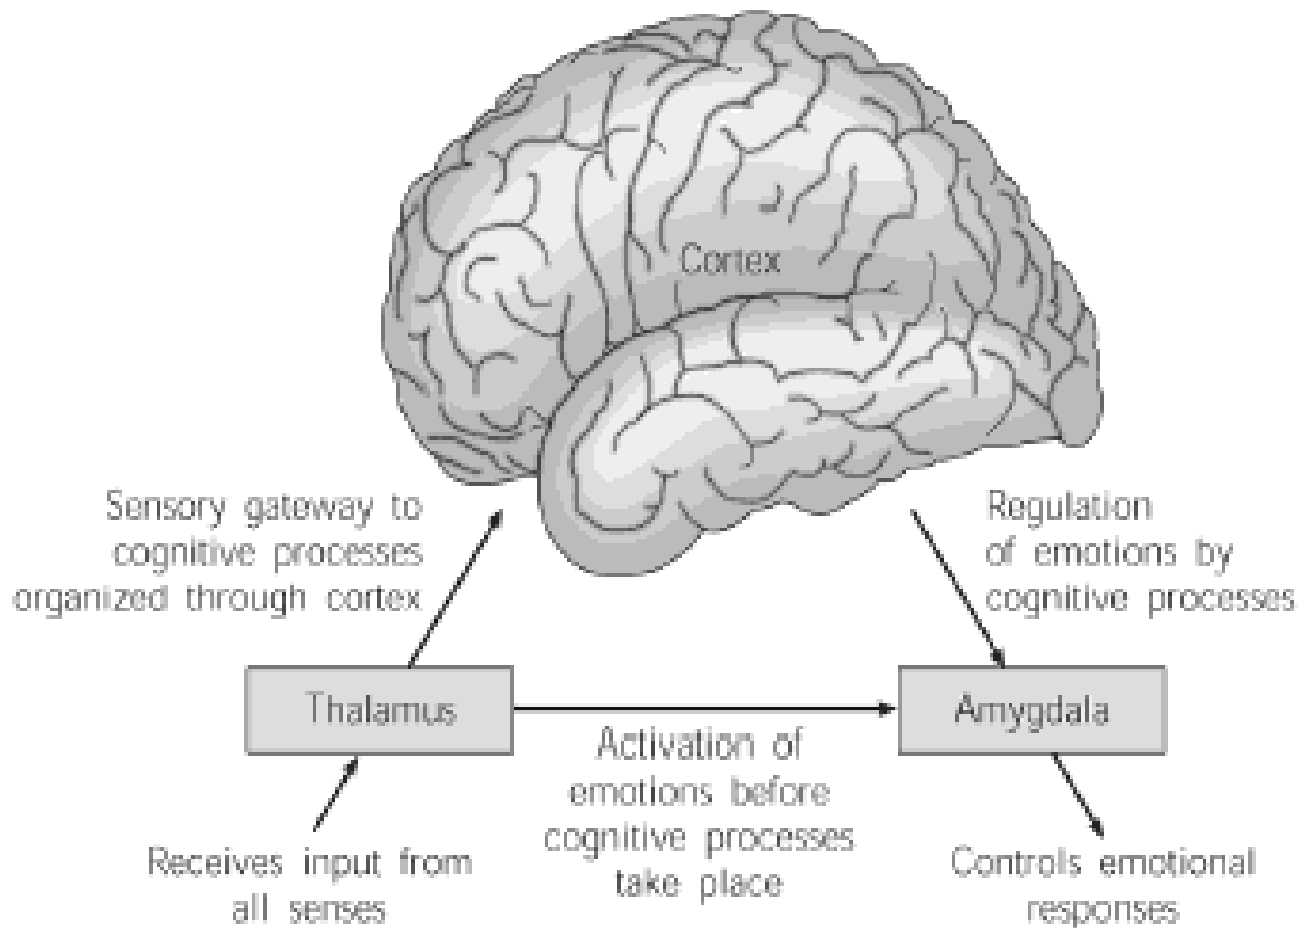 Cortex
Sensory gateway to
cognitive processes
organized through cortex
Regulation
of emotions by
cognitive processes
Thalamus
Amygdala
Activation of
emotions before
cognitive processes
take place
Receives input from
all senses
Controls emotional
responses